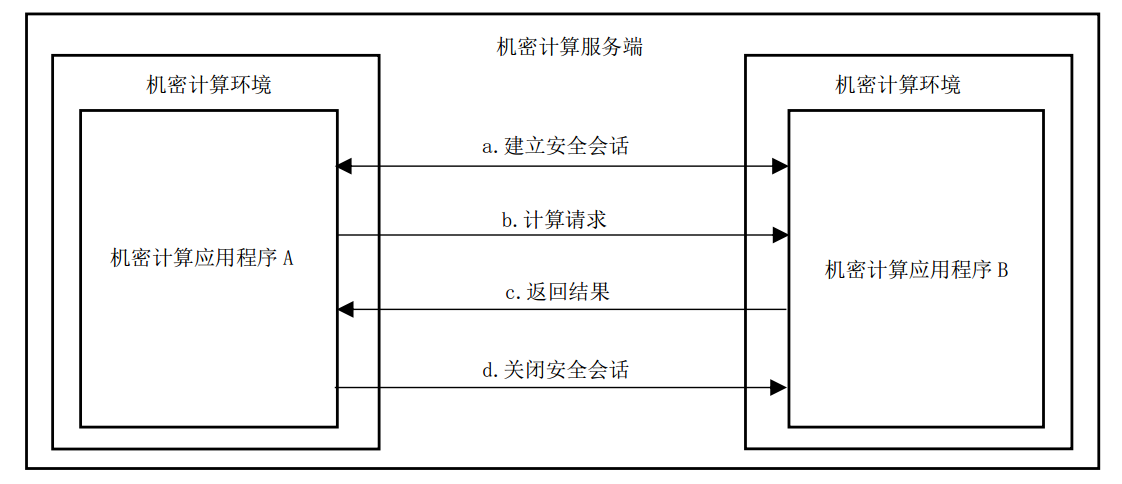 机密计算服务端
机密计算环境
机密计算环境
a.建立安全会话
b.计算请求
机密计算应用程序 A
机密计算应用程序 B
c.返回结果
d.关闭安全会话